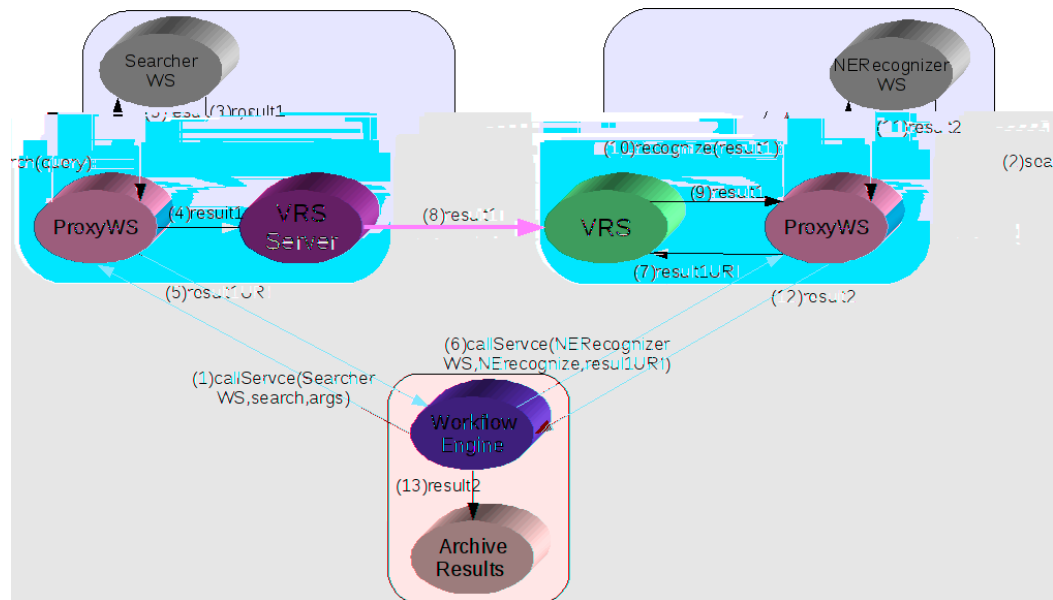 Searcher
WS
NERecognizer
WS
(3)result1
(11)result2
(10)recognize(result1)
(query)
(2)sea
ProxyWS
(4)result1
VRS
Server
(8)result1
VRS
(9)result1
ProxyWS
(7)result1URI
(5)result1URI
(12)result2
(6)callServce(NERecognizer
WS,NErecognize,resul1URI)
(1)callServce(Searcher
WS,search,args)
Workflow
Engine
(13)result2
Archive
Results